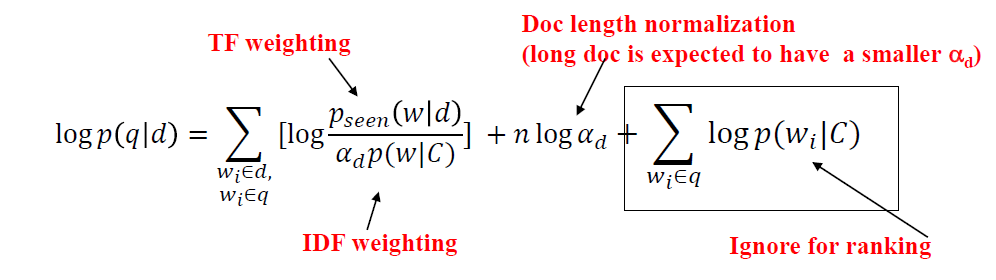 Doc length normalization
TF weighting
(long doc is expected to have a smaller αd)
log p(q|d) = ∑ [log pseen(w|d) / αd p(w|C)] + n log αd + ∑ log p(wi|C)
wi∈d,
wi∈q
wi∈q
IDF weighting
Ignore for ranking